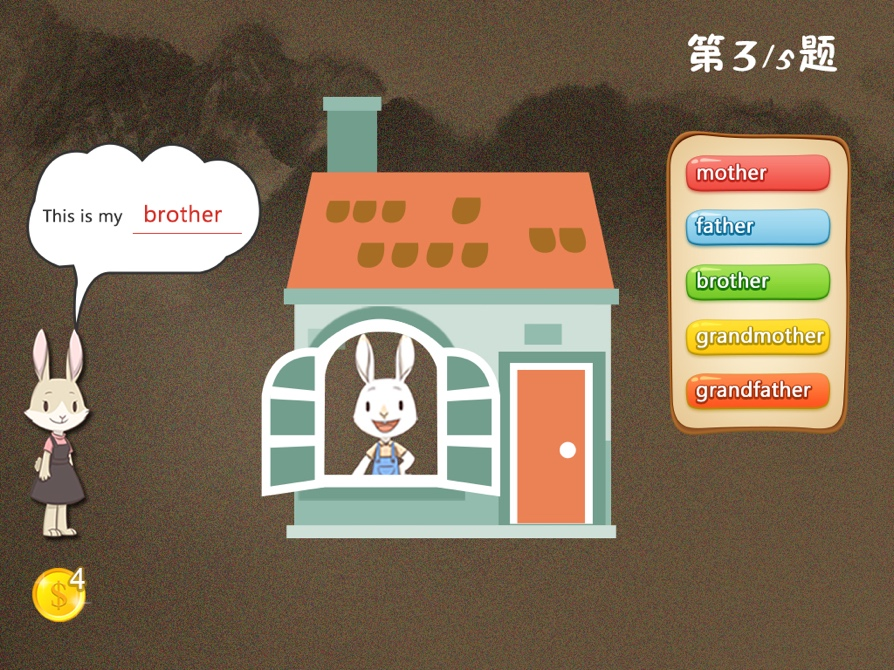 第3/5题
This is my brother
mother
father
brother
grandmother
grandfather
$ 4